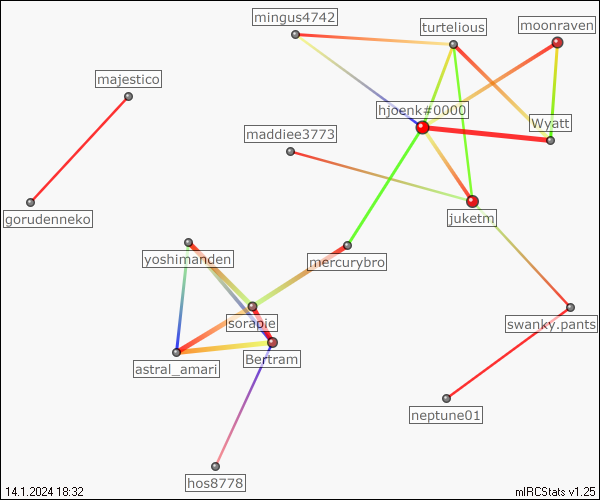 mingus4742
turtelious
moonraven
majestico
hjoenk#0000
maddiee3773
Wyatt
gorudenneko
juketm
yoshimanden
mercurybro
sorapie
swanky.pants
Bertram
astral_amari
neptune01
hos8778
14.1.2024 18:32
mIRCStats v1.25